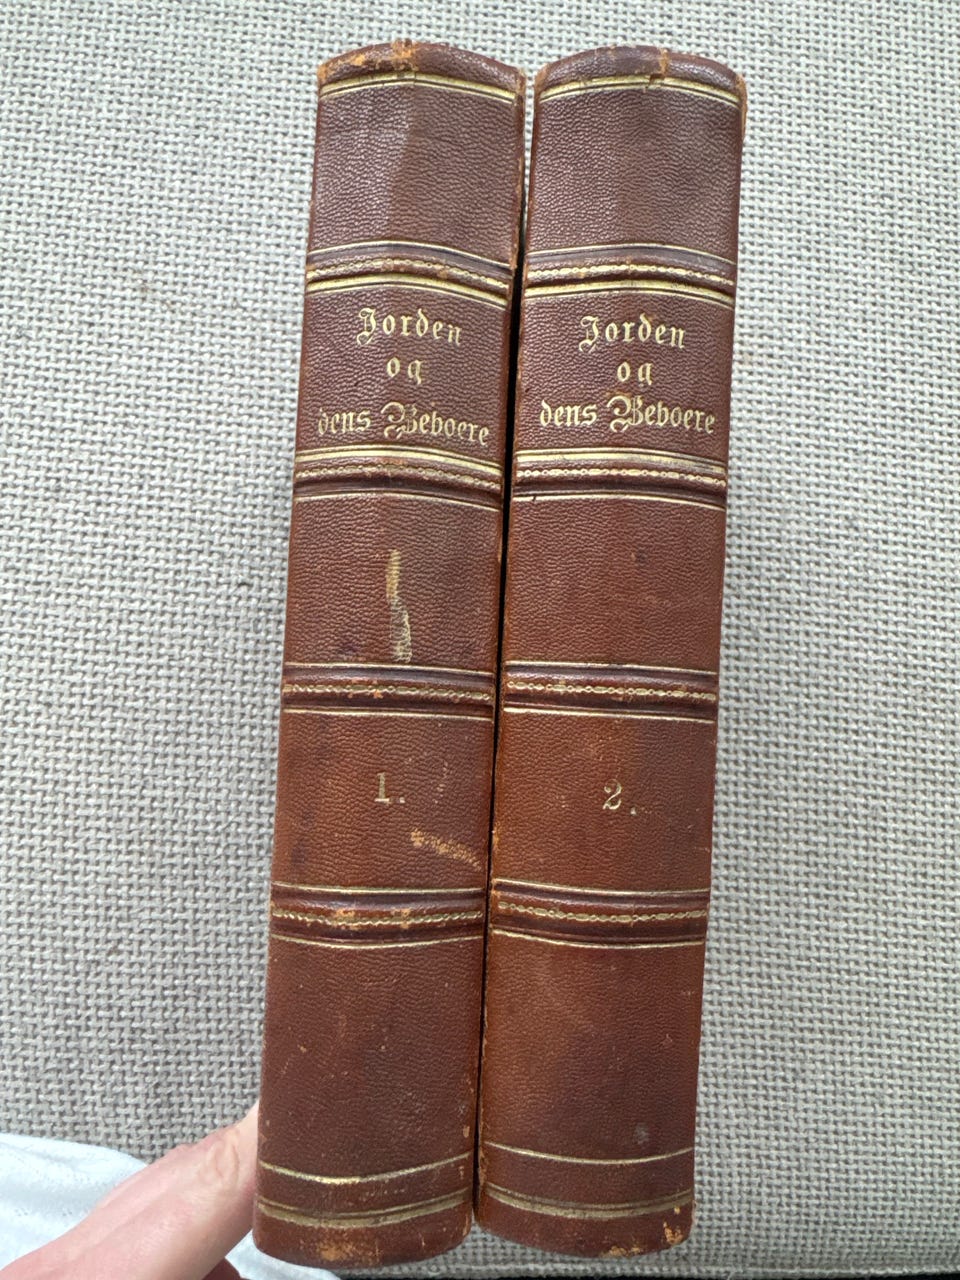 Jorden
og
dens Beboere
1.
Jorden
og
dens Beboere
2.